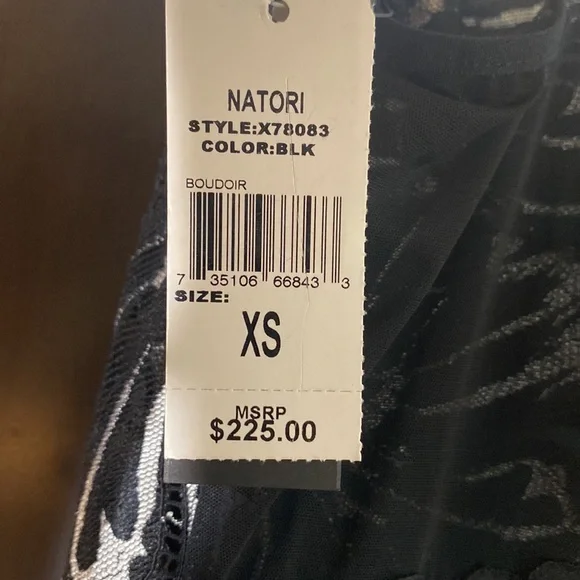 NATORI
STYLE:X78083
COLOR:BLK
BOUDOIR
7 35106 66843 3
SIZE:
XS
MSRP
$225.00